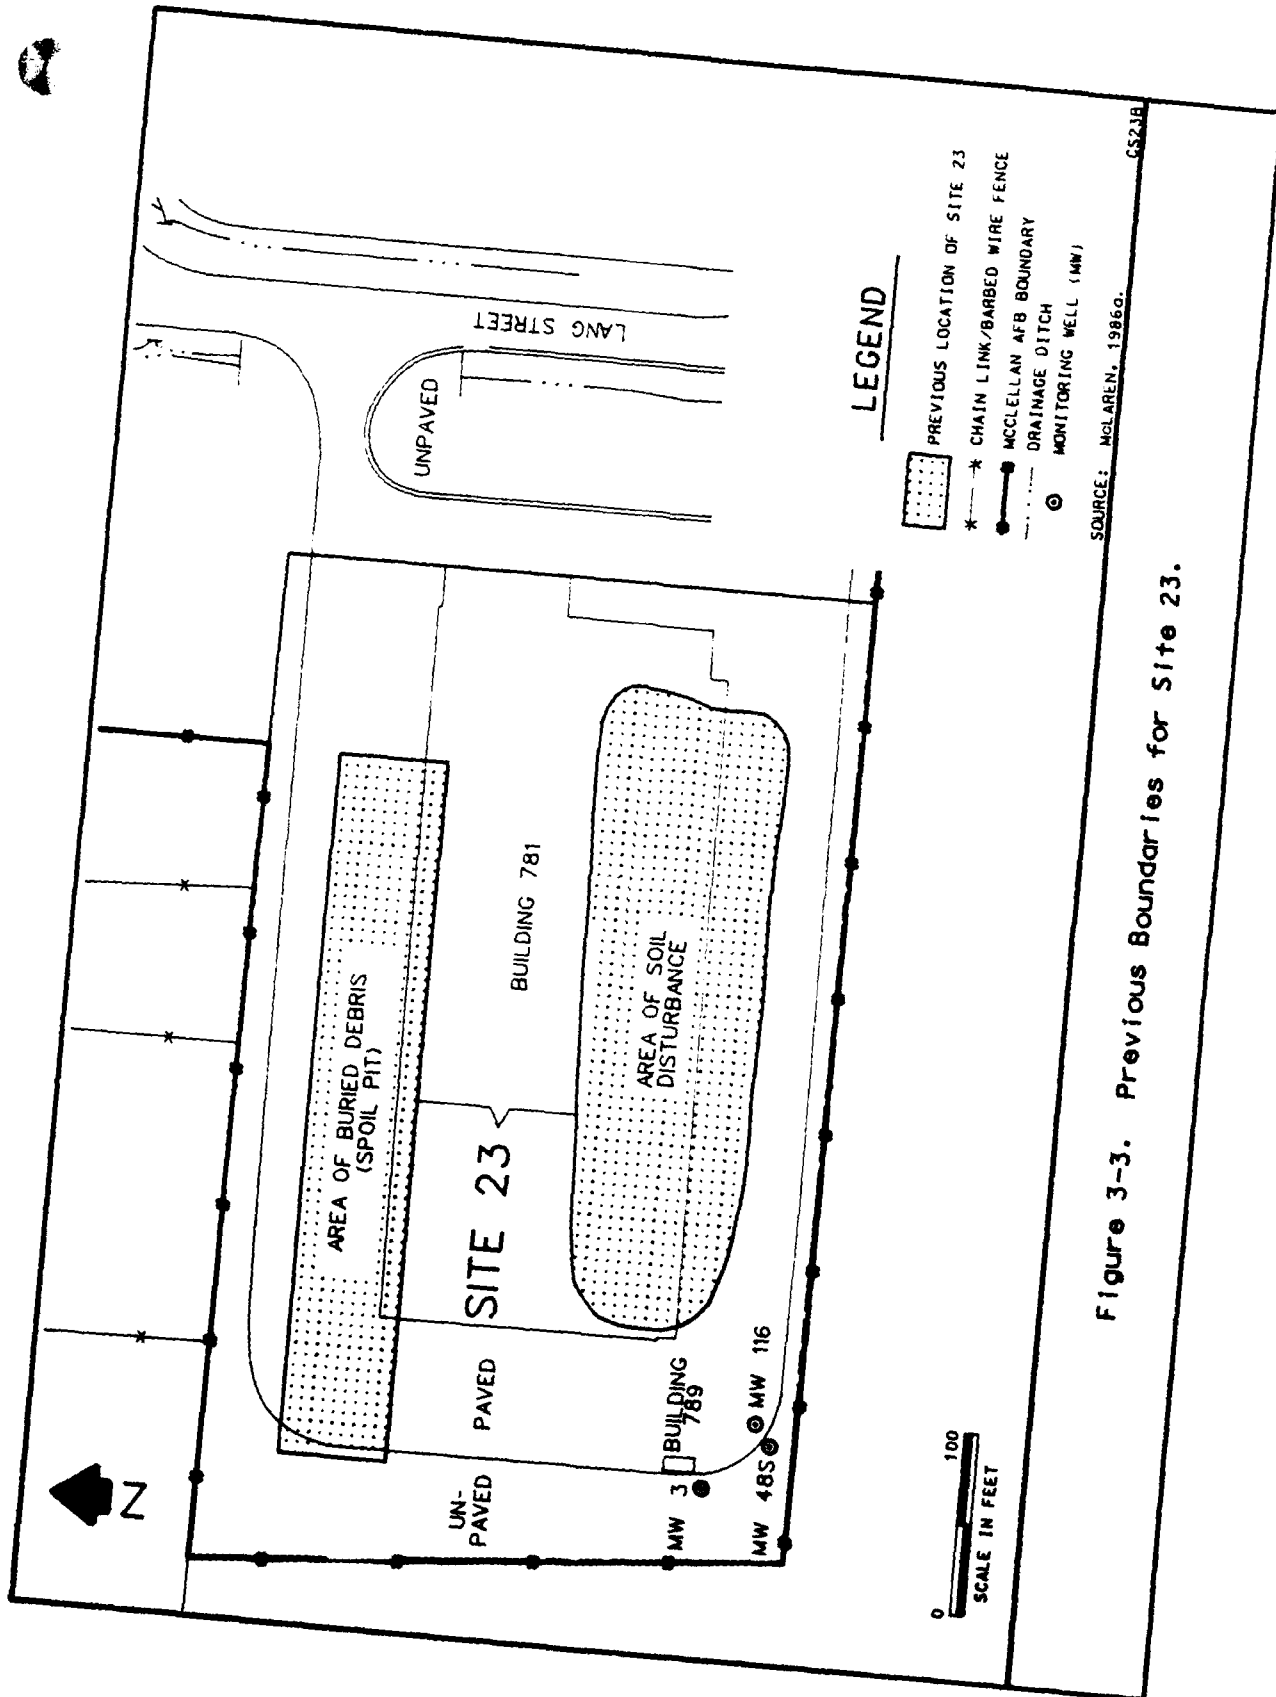 N
AREA OF BURIED DEBRIS
(SPOIL PIT)
UNPAVED
LANG STREET
UN-
PAVED
PAVED
SITE 23
BUILDING 781
AREA OF SOIL
DISTURBANCE
BUILDING
789
MW 3
MW 48S
MW 116
LEGEND
PREVIOUS LOCATION OF SITE 23
CHAIN LINK/BARBED WIRE FENCE
MCCLELLAN AFB BOUNDARY
DRAINAGE DITCH
MONITORING WELL (MW)
0 100
SCALE IN FEET
SOURCE: McLAREN, 1986a.
CS23B
Figure 3-3. Previous Boundaries for Site 23.